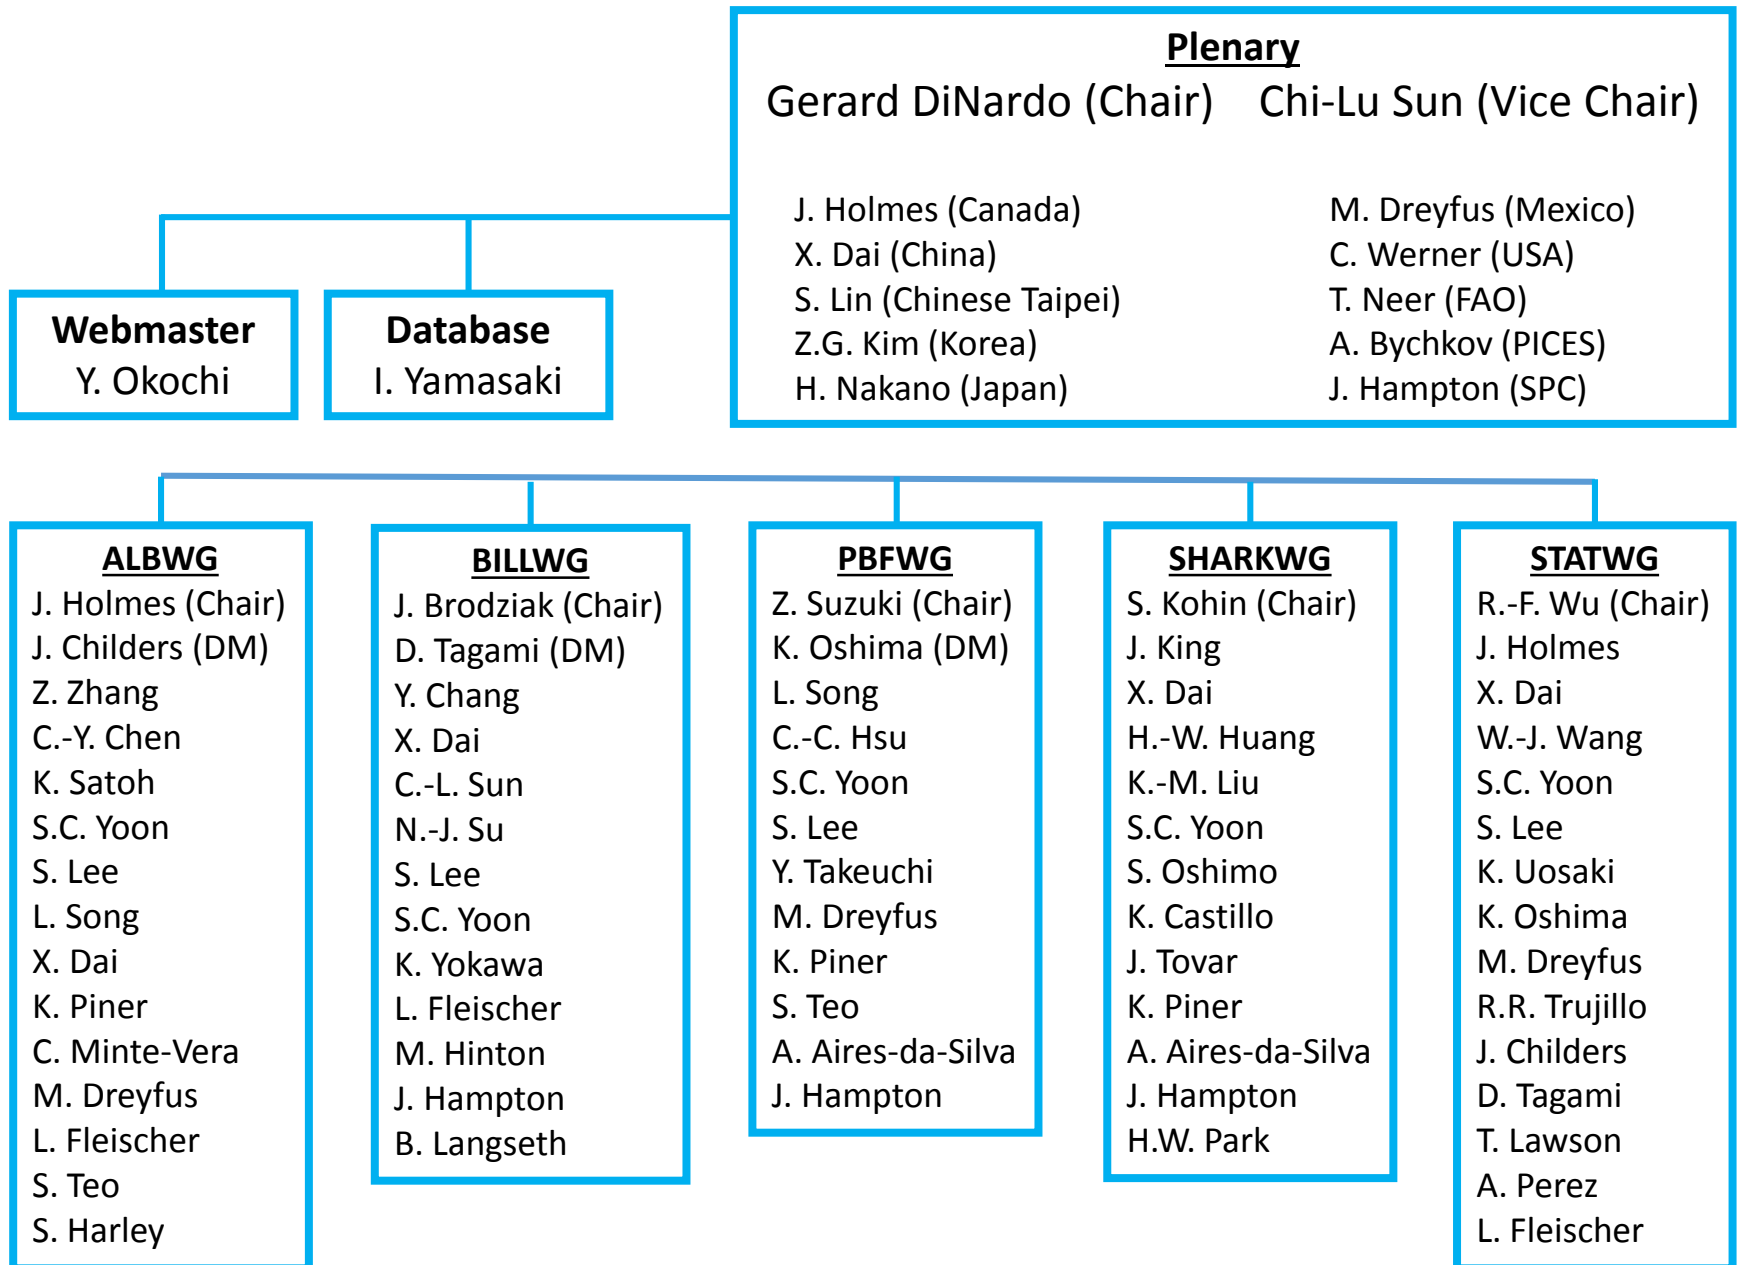 Plenary
Gerard DiNardo (Chair) Chi-Lu Sun (Vice Chair)
J. Holmes (Canada)
X. Dai (China)
S. Lin (Chinese Taipei)
Z.G. Kim (Korea)
H. Nakano (Japan)
M. Dreyfus (Mexico)
C. Werner (USA)
T. Neer (FAO)
A. Bychkov (PICES)
J. Hampton (SPC)
Webmaster
Y. Okochi
Database
I. Yamasaki
ALBWG
J. Holmes (Chair)
J. Childers (DM)
Z. Zhang
C.-Y. Chen
K. Satoh
S.C. Yoon
S. Lee
L. Song
X. Dai
K. Piner
C. Minte-Vera
M. Dreyfus
L. Fleischer
S. Teo
S. Harley
BILLWG
J. Brodziak (Chair)
D. Tagami (DM)
Y. Chang
X. Dai
C.-L. Sun
N.-J. Su
S. Lee
S.C. Yoon
K. Yokawa
L. Fleischer
M. Hinton
J. Hampton
B. Langseth
PBFWG
Z. Suzuki (Chair)
K. Oshima (DM)
L. Song
C.-C. Hsu
S.C. Yoon
S. Lee
Y. Takeuchi
M. Dreyfus
K. Piner
S. Teo
A. Aires-da-Silva
J. Hampton
SHARKWG
S. Kohin (Chair)
J. King
X. Dai
H.-W. Huang
K.-M. Liu
S.C. Yoon
S. Oshimo
K. Castillo
J. Tovar
K. Piner
A. Aires-da-Silva
J. Hampton
H.W. Park
STATWG
R.-F. Wu (Chair)
J. Holmes
X. Dai
W.-J. Wang
S.C. Yoon
S. Lee
K. Uosaki
K. Oshima
M. Dreyfus
R.R. Trujillo
J. Childers
D. Tagami
T. Lawson
A. Perez
L. Fleischer